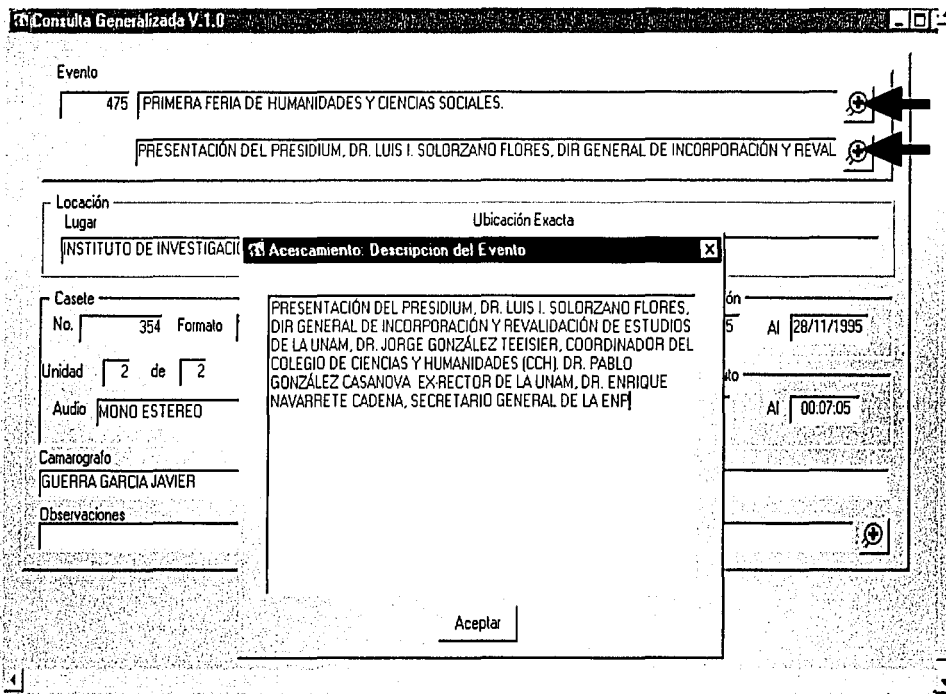 Consulta Generalizada V.1.0
Evento
475 PRIMERA FERIA DE HUMANIDADES Y CIENCIAS SOCIALES.
PRESENTACIÓN DEL PRESIDIUM, DR. LUIS I. SOLORZANO FLORES, DIR GENERAL DE INCORPORACIÓN Y REVAL
Locación
Lugar Ubicación Exacta
INSTITUTO DE INVESTIGACI
Acercamiento: Descripcion del Evento
PRESENTACIÓN DEL PRESIDIUM, DR. LUIS I. SOLORZANO FLORES,
DIR GENERAL DE INCORPORACIÓN Y REVALIDACIÓN DE ESTUDIOS
DE LA UNAM, DR. JORGE GONZÁLEZ TEEISIER, COORDINADOR DEL
COLEGIO DE CIENCIAS Y HUMANIDADES (CCH), DR. PABLO
GONZÁLEZ CASANOVA EX-RECTOR DE LA UNAM, DR. ENRIQUE
NAVARRETE CADENA, SECRETARIO GENERAL DE LA ENP
Aceptar
Casete ón
No. 354 Formato 5 Al 28/11/1995
Unidad 2 de 2 uto
Audio MONO ESTEREO Al 00:07:05
Camarografo
GUERRA GARCIA JAVIER
Observaciones